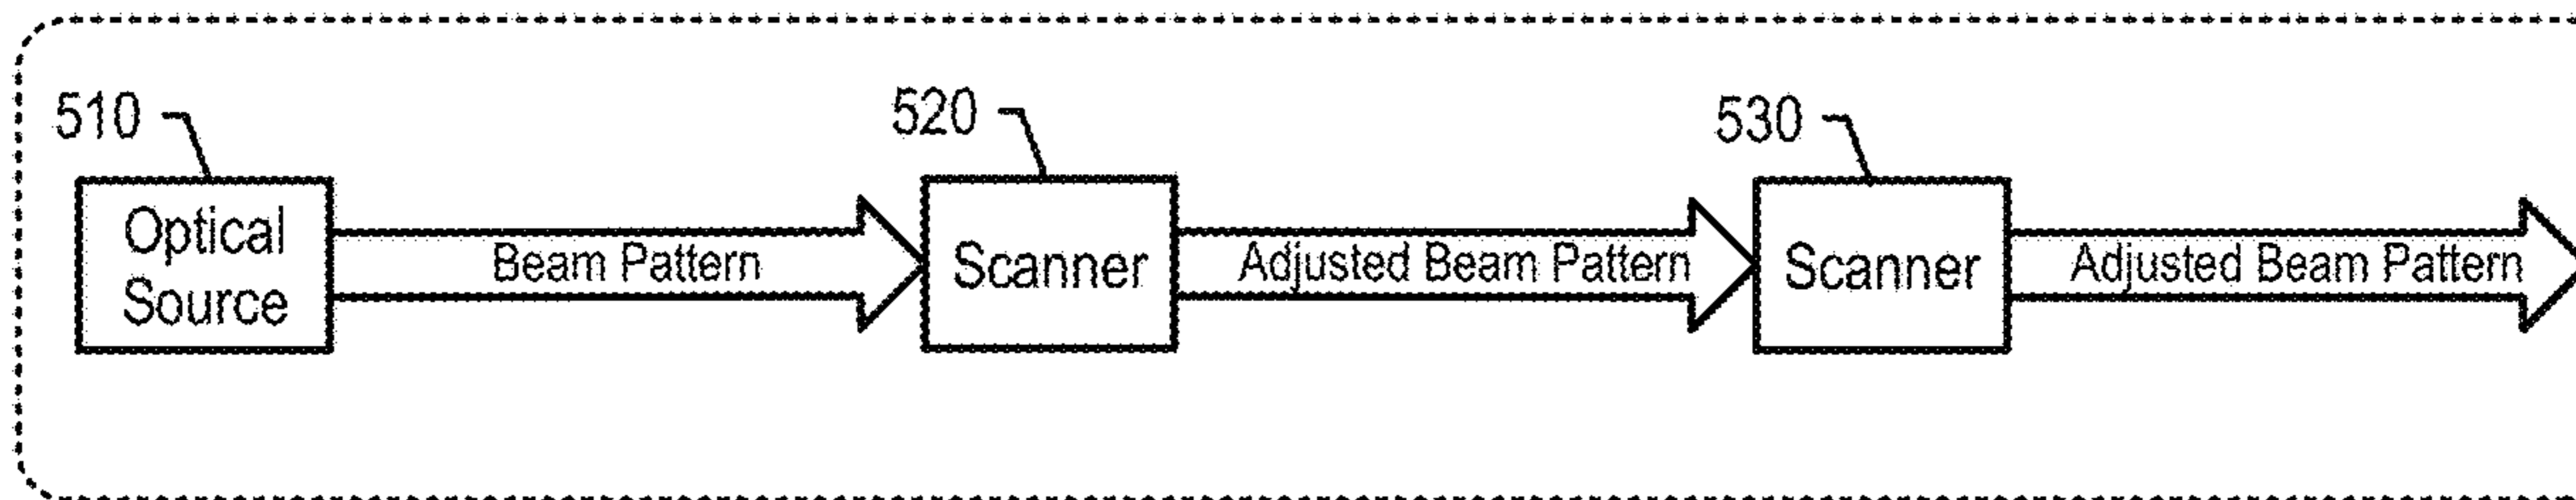 510
520
530
Optical
Source
Beam Pattern
Scanner
Adjusted Beam Pattern
Scanner
Adjusted Beam Pattern